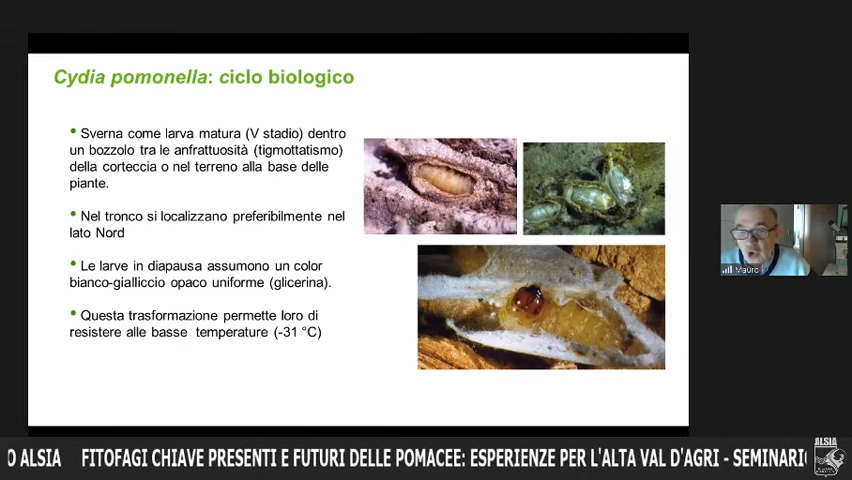 Cydia pomonella: ciclo biologico
• Sverna come larva matura (V stadio) dentro
un bozzolo tra le anfrattuosità (tigmottatismo)
della corteccia o nel terreno alla base delle
piante.
• Nel tronco si localizzano preferibilmente nel
lato Nord
• Le larve in diapausa assumono un color
bianco-gialliccio opaco uniforme (glicerina).
• Questa trasformazione permette loro di
resistere alle basse temperature (-31 °C)
Mauro
ALSIA
O ALSIA FITOFAGI CHIAVE PRESENTI E FUTURI DELLE POMACEE: ESPERIENZE PER L'ALTA VAL D'AGRI - SEMINARIO